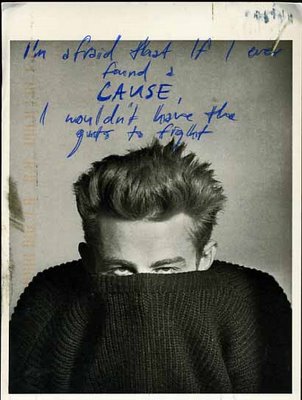 I'm afraid that if I ever
found a
CAUSE,
I wouldn't have the
guts to fight